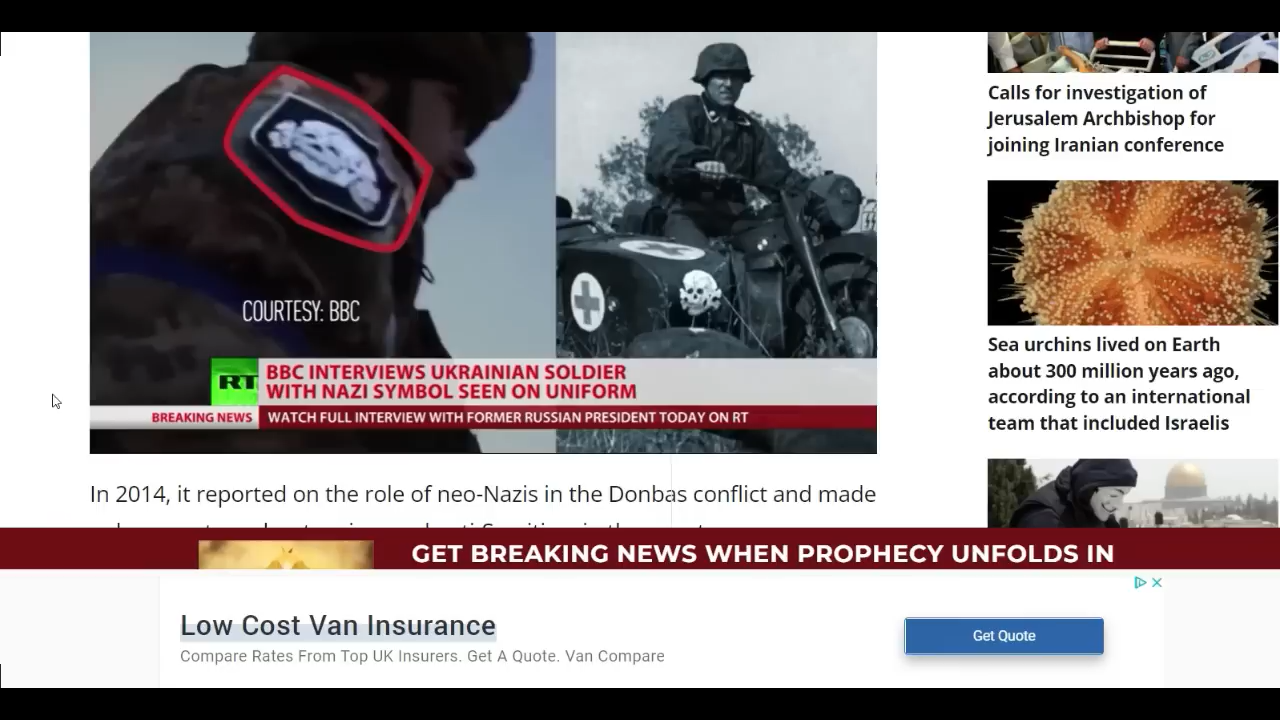 COURTESY: BBC
RT
BBC INTERVIEWS UKRAINIAN SOLDIER
WITH NAZI SYMBOL SEEN ON UNIFORM
BREAKING NEWS
WATCH FULL INTERVIEW WITH FORMER RUSSIAN PRESIDENT TODAY ON RT
In 2014, it reported on the role of neo-Nazis in the Donbas conflict and made
Calls for investigation of
Jerusalem Archbishop for
joining Iranian conference
Sea urchins lived on Earth
about 300 million years ago,
according to an international
team that included Israelis
GET BREAKING NEWS WHEN PROPHECY UNFOLDS IN
Low Cost Van Insurance
Compare Rates From Top UK Insurers. Get A Quote. Van Compare
Get Quote